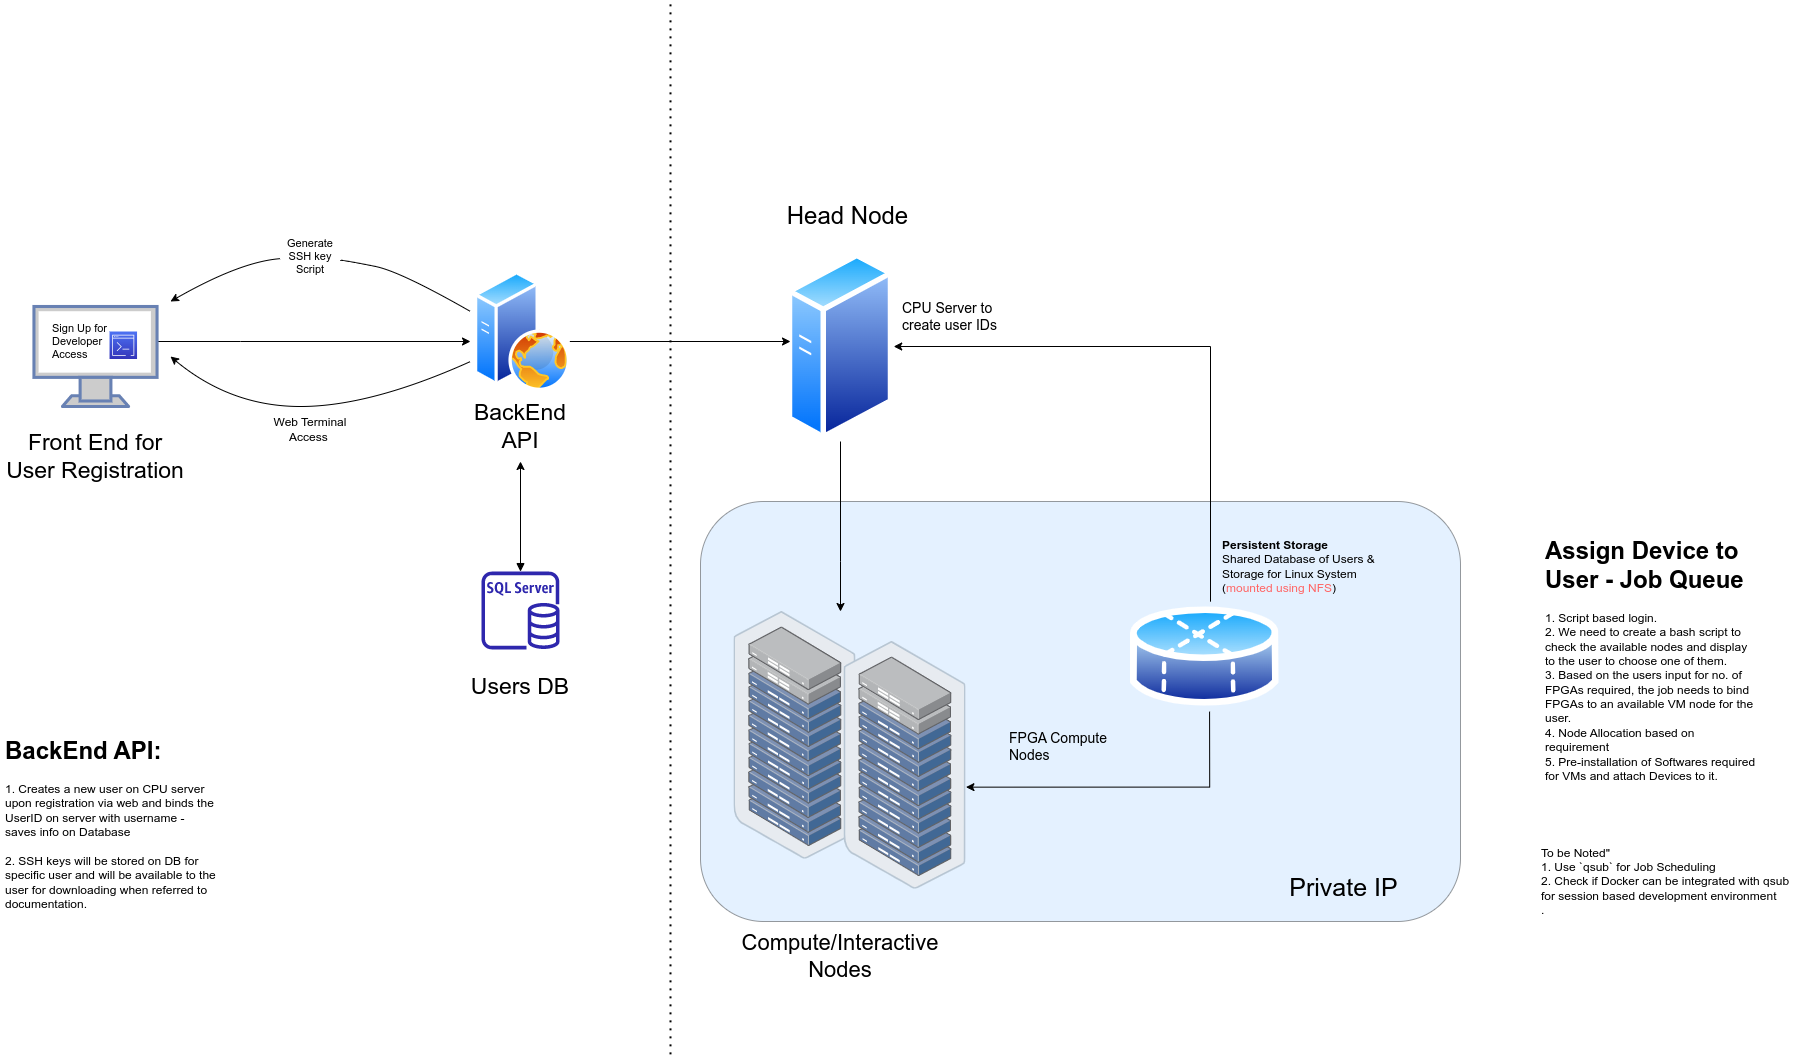 Head Node
Generate
SSH key
Script
CPU Server to
create user IDs
Sign Up for
Developer
Access
>_
BackEnd
API
Web Terminal
Access
Front End for
User Registration
Persistent Storage
Shared Database of Users &
Storage for Linux System
(mounted using NFS)
SQL Server
Users DB
FPGA Compute
Nodes
Private IP
Compute/Interactive
Nodes
BackEnd API:
1. Creates a new user on CPU server
upon registration via web and binds the
UserID on server with username -
saves info on Database
2. SSH keys will be stored on DB for
specific user and will be available to the
user for downloading when referred to
documentation.
Assign Device to
User - Job Queue
1. Script based login.
2. We need to create a bash script to
check the available nodes and display
to the user to choose one of them.
3. Based on the users input for no. of
FPGAs required, the job needs to bind
FPGAs to an available VM node for the
user.
4. Node Allocation based on
requirement
5. Pre-installation of Softwares required
for VMs and attach Devices to it.
To be Noted"
1. Use `qsub` for Job Scheduling
2. Check if Docker can be integrated with qsub
for session based development environment
.